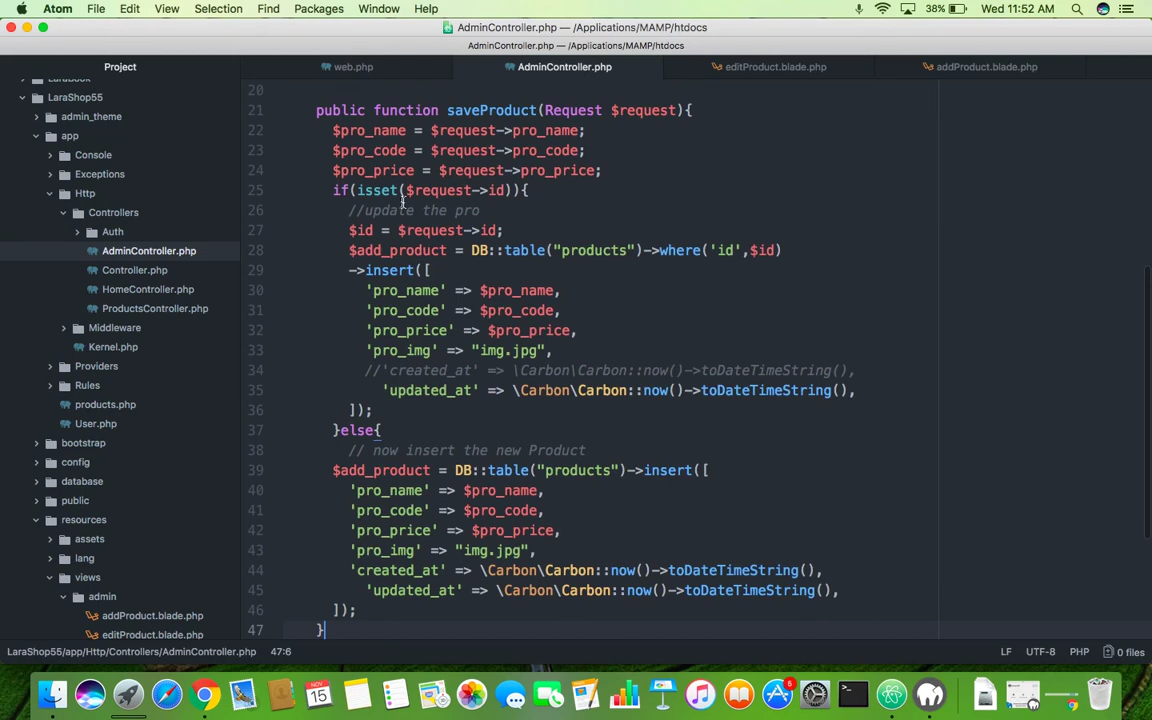 Atom File Edit View Selection Find Packages Window Help 38% Wed 11:52 AM
AdminController.php — /Applications/MAMP/htdocs
AdminController.php — /Applications/MAMP/htdocs
Project
web.php
AdminController.php
editProduct.blade.php
addProduct.blade.php
LaraBook
LaraShop55
admin_theme
app
Console
Exceptions
Http
Controllers
Auth
AdminController.php
Controller.php
HomeController.php
ProductsController.php
Middleware
Kernel.php
Providers
Rules
products.php
User.php
bootstrap
config
database
public
resources
assets
lang
views
admin
addProduct.blade.php
editProduct.blade.php
20
21 public function saveProduct(Request $request){
22 $pro_name = $request->pro_name;
23 $pro_code = $request->pro_code;
24 $pro_price = $request->pro_price;
25 if(isset($request->id)){
26 //update the pro
27 $id = $request->id;
28 $add_product = DB::table("products")->where('id',$id)
29 ->insert([
30 'pro_name' => $pro_name,
31 'pro_code' => $pro_code,
32 'pro_price' => $pro_price,
33 'pro_img' => "img.jpg",
34 //'created_at' => \Carbon\Carbon::now()->toDateTimeString(),
35 'updated_at' => \Carbon\Carbon::now()->toDateTimeString(),
36 ]);
37 }else{
38 // now insert the new Product
39 $add_product = DB::table("products")->insert([
40 'pro_name' => $pro_name,
41 'pro_code' => $pro_code,
42 'pro_price' => $pro_price,
43 'pro_img' => "img.jpg",
44 'created_at' => \Carbon\Carbon::now()->toDateTimeString(),
45 'updated_at' => \Carbon\Carbon::now()->toDateTimeString(),
46 ]);
47 }
LaraShop55/app/Http/Controllers/AdminController.php 47:6 LF UTF-8 PHP 0 files
NOV
15
6